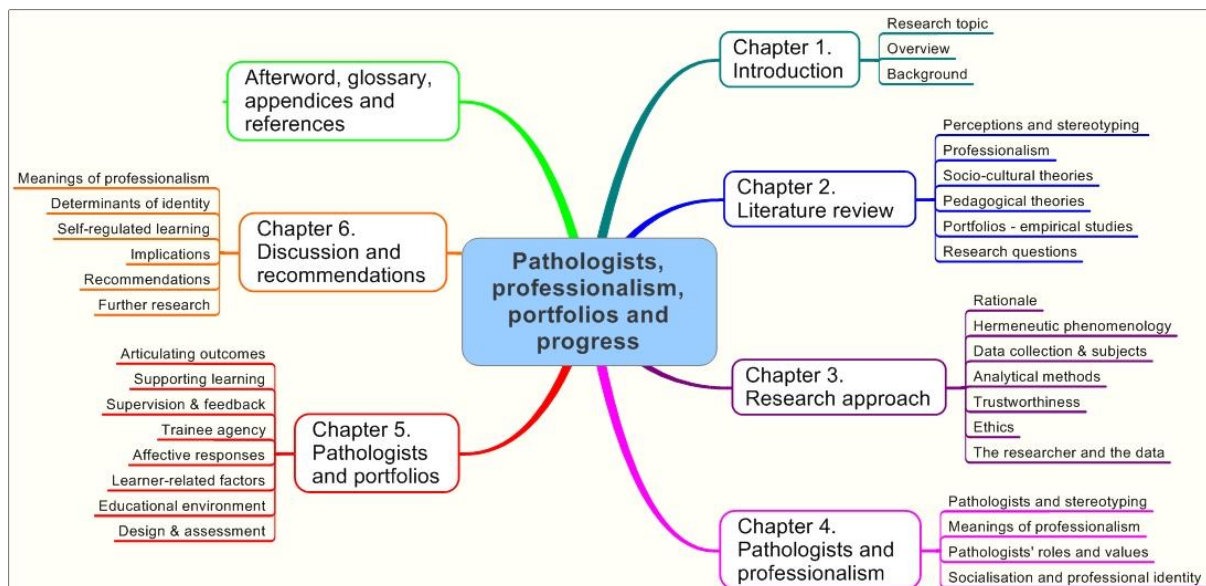 Pathologists,
professionalism,
portfolios and
progress
Chapter 1.
Introduction
Research topic
Overview
Background
Chapter 2.
Literature review
Perceptions and stereotyping
Professionalism
Socio-cultural theories
Pedagogical theories
Portfolios - empirical studies
Research questions
Chapter 3.
Research approach
Rationale
Hermeneutic phenomenology
Data collection & subjects
Analytical methods
Trustworthiness
Ethics
The researcher and the data
Chapter 4.
Pathologists and
professionalism
Pathologists and stereotyping
Meanings of professionalism
Pathologists' roles and values
Socialisation and professional identity
Chapter 5.
Pathologists
and portfolios
Articulating outcomes
Supporting learning
Supervision & feedback
Trainee agency
Affective responses
Learner-related factors
Educational environment
Design & assessment
Chapter 6.
Discussion and
recommendations
Meanings of professionalism
Determinants of identity
Self-regulated learning
Implications
Recommendations
Further research
Afterword, glossary,
appendices and
references